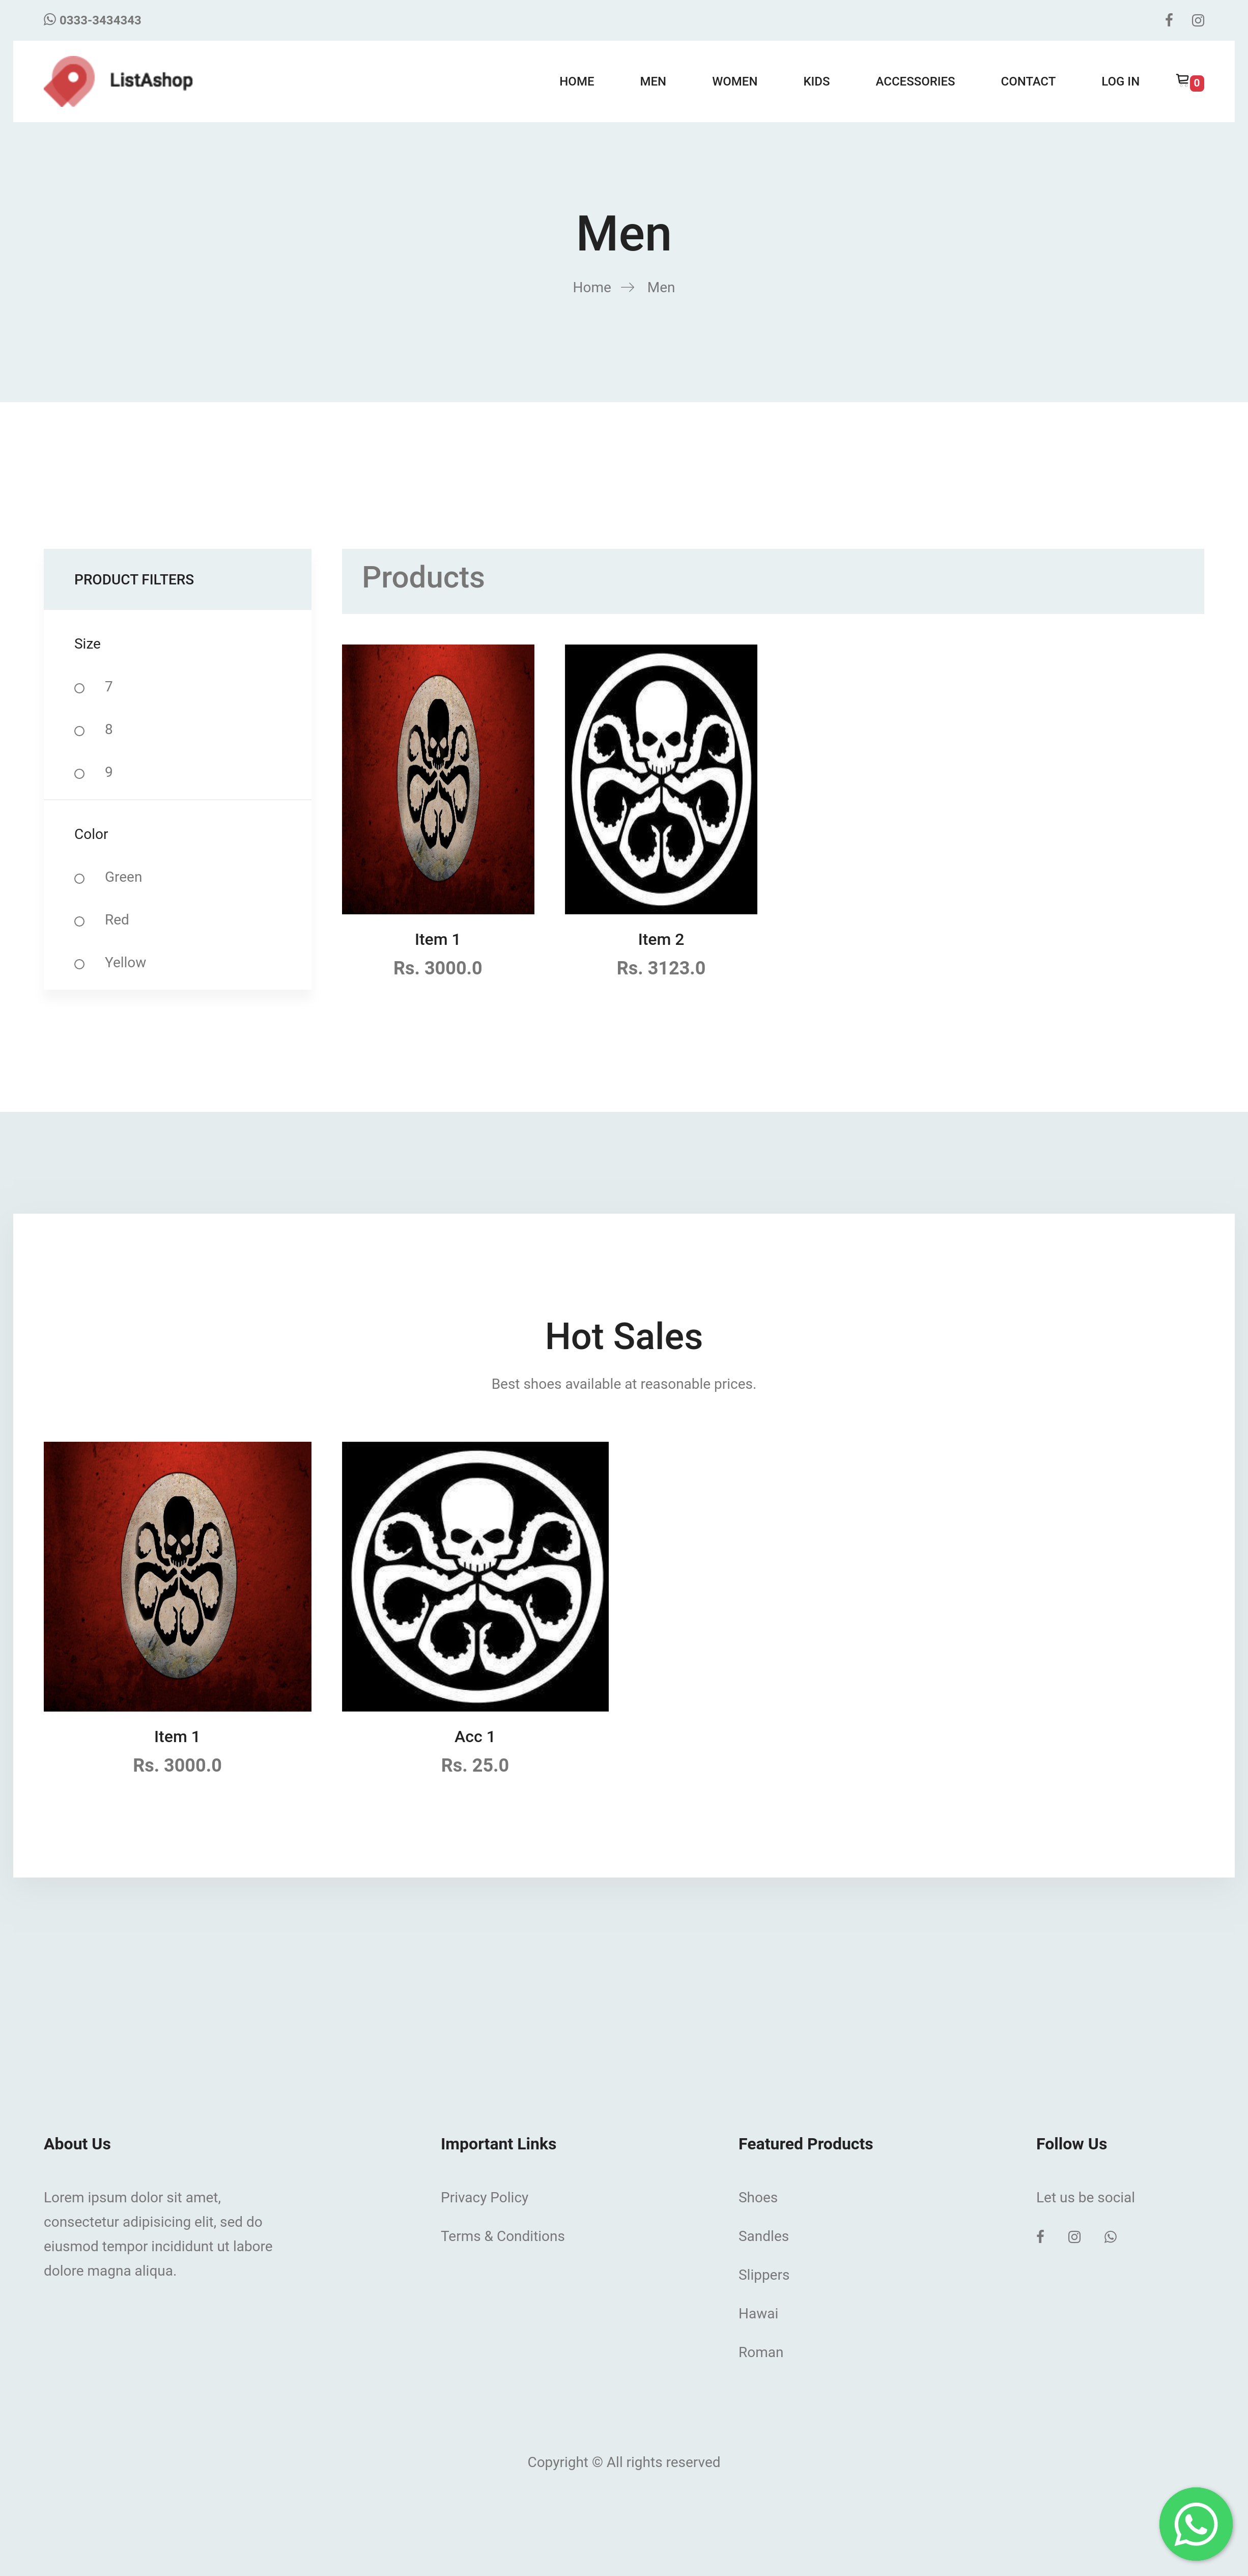 0333-3434343
ListAshop
HOME MEN WOMEN KIDS ACCESSORIES CONTACT LOG IN 0
Men
Home Men
PRODUCT FILTERS
Size
7
8
9
Color
Green
Red
Yellow
Products
Item 1
Rs. 3000.0
Item 2
Rs. 3123.0
Hot Sales
Best shoes available at reasonable prices.
Item 1
Rs. 3000.0
Acc 1
Rs. 25.0
About Us
Lorem ipsum dolor sit amet,
consectetur adipisicing elit, sed do
eiusmod tempor incididunt ut labore
dolore magna aliqua.
Important Links
Privacy Policy
Terms & Conditions
Featured Products
Shoes
Sandles
Slippers
Hawai
Roman
Follow Us
Let us be social
Copyright © All rights reserved